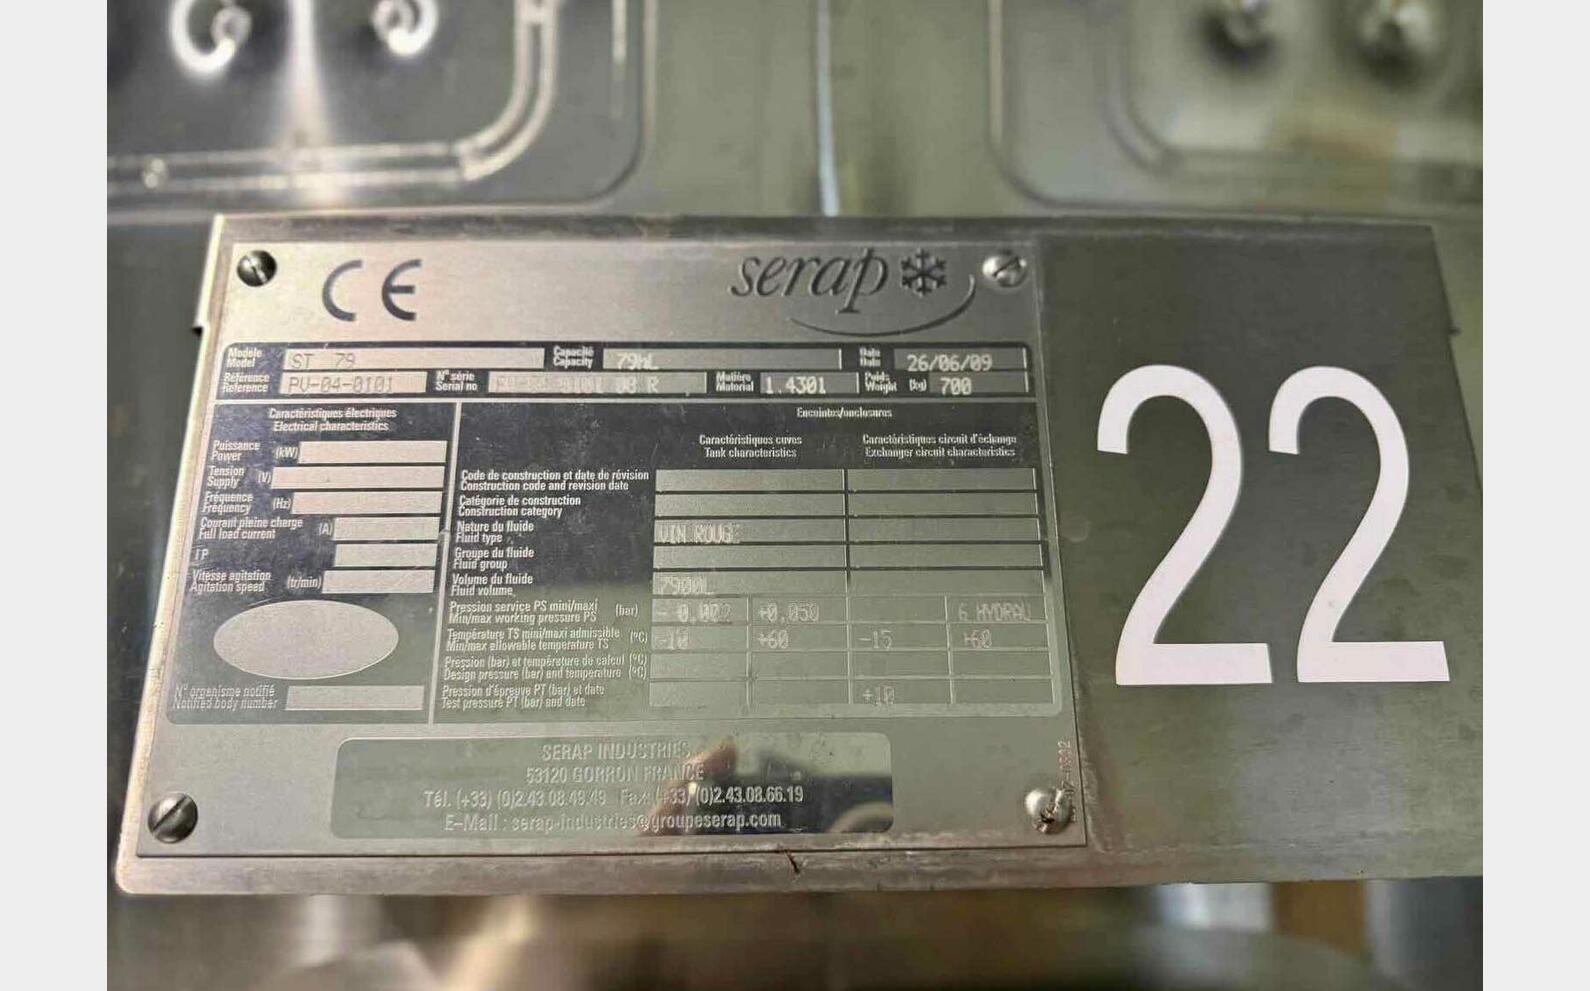 CE
serap
Modèle ST 79 Capacité 79HL Date 26/06/09
Model Capacity Date
Référence PV-04-0101 N° série 08 R Matière 1.4301 Poids (kg) 700
Reference Serial no Material Weight
Caractéristiques électriques
Electrical characteristics
Puissance (kW)
Power
Tension (V)
Supply
Fréquence (Hz)
Frequency
Courant pleine charge (A)
Full load current
IP
Vitesse agitation (tr/min)
Agitation speed
N° organisme notifié
Notified body number
Enceintes/enclosures
Caractéristiques cuves
Tank characteristics
Caractéristiques circuit d'échange
Exchanger circuit characteristics
Code de construction et date de révision
Construction code and revision date
Catégorie de construction
Construction category
Nature du fluide VIN ROUGE
Fluid type
Groupe du fluide
Fluid group
Volume du fluide 7900L
Fluid volume
Pression service PS mini/maxi (bar) - 0,002 +0,050 6 HYDRAU
Min/max working pressure PS
Température TS mini/maxi admissible (°C) -10 +60 -15 +60
Min/max allowable temperature TS
Pression (bar) et température de calcul (°C)
Design pressure (bar) and temperature (°C)
Pression d'épreuve PT (bar) et date +10
Test pressure PT (bar) and date
SERAP INDUSTRIES
53120 GORRON FRANCE
Tél. (+33) (0)2.43.08.49.49 Fax (+33) (0)2.43.08.66.19
E-Mail : serap-industries@groupeserap.com
22